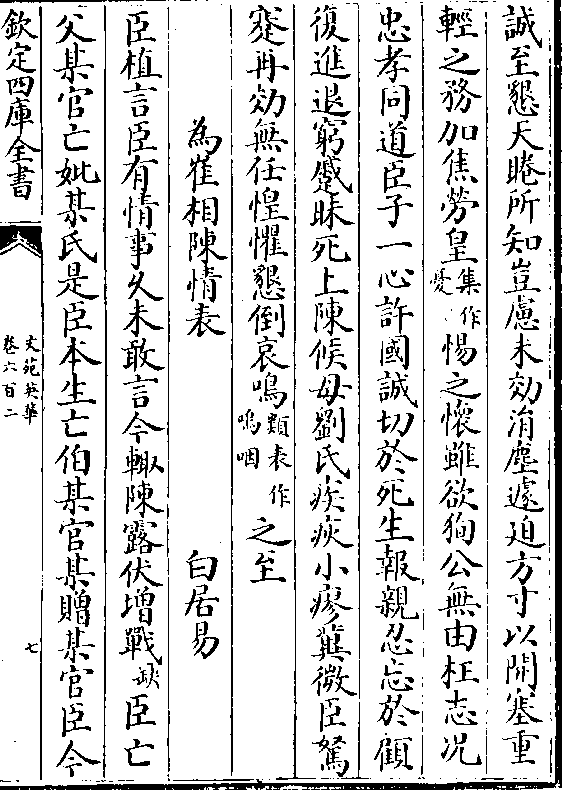 誠至懇天睠所知豈慮未効涓塵遽迫方寸以開塞重
輕之務加焦勞皇集作憂惕之懷雖欲狥公無由枉志况
忠孝同道臣子一心許國誠切於死生報親忍忘於顧
復進退窮蹙昧死上陳候母劉氏疾疾小瘳冀微臣駑
蹇再効無任惶懼懇倒哀鳴類表作嗚咽之至
為崔相陳情表 白居易
臣植言臣有情事久未敢言今輒陳露伏增戰缺臣亡
父某官亡妣某氏是臣本生亡伯某官某贈某官臣今
欽定四庫全書
文苑英華
卷六百二
七